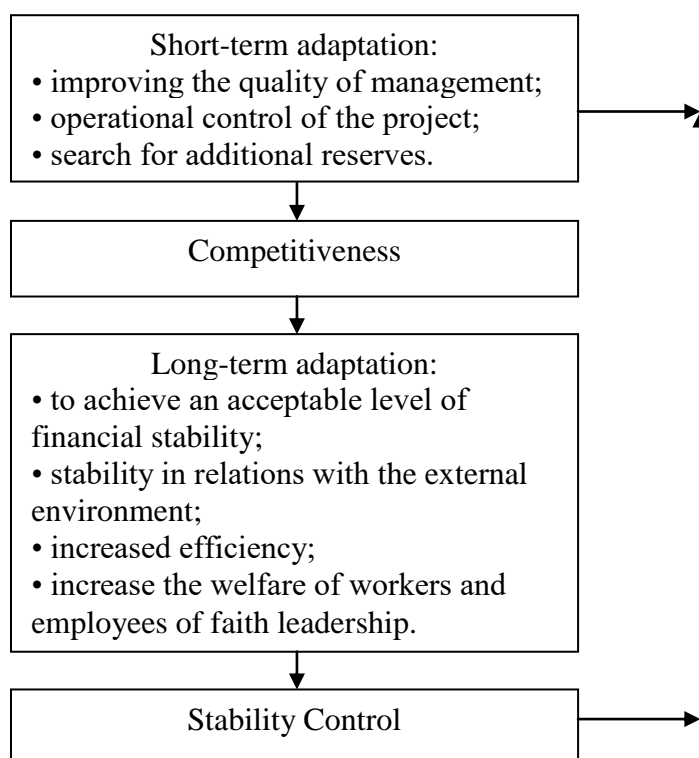 Short-term adaptation:
• improving the quality of management;
• operational control of the project;
• search for additional reserves.
Competitiveness
Long-term adaptation:
• to achieve an acceptable level of
financial stability;
• stability in relations with the external
environment;
• increased efficiency;
• increase the welfare of workers and
employees of faith leadership.
Stability Control